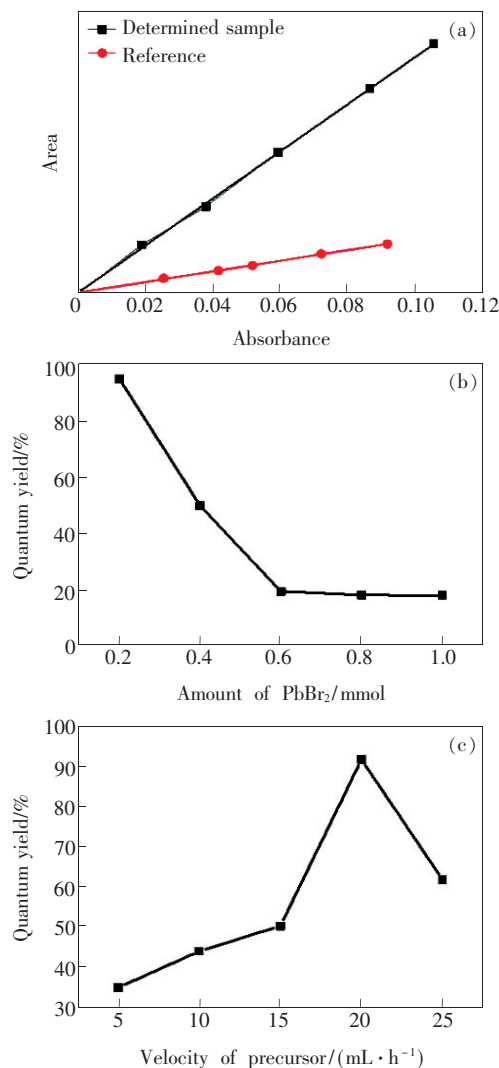 Determined sample
Reference
(a)
Area
0 0.02 0.04 0.06 0.08 0.10 0.12
Absorbance
(b)
100
80
60
40
20
0
Quantum yield/%
0.2 0.4 0.6 0.8 1.0
Amount of PbBr₂/mmol
(c)
100
90
80
70
60
50
40
30
Quantum yield/%
5 10 15 20 25
Velocity of precursor/(mL·h⁻¹)